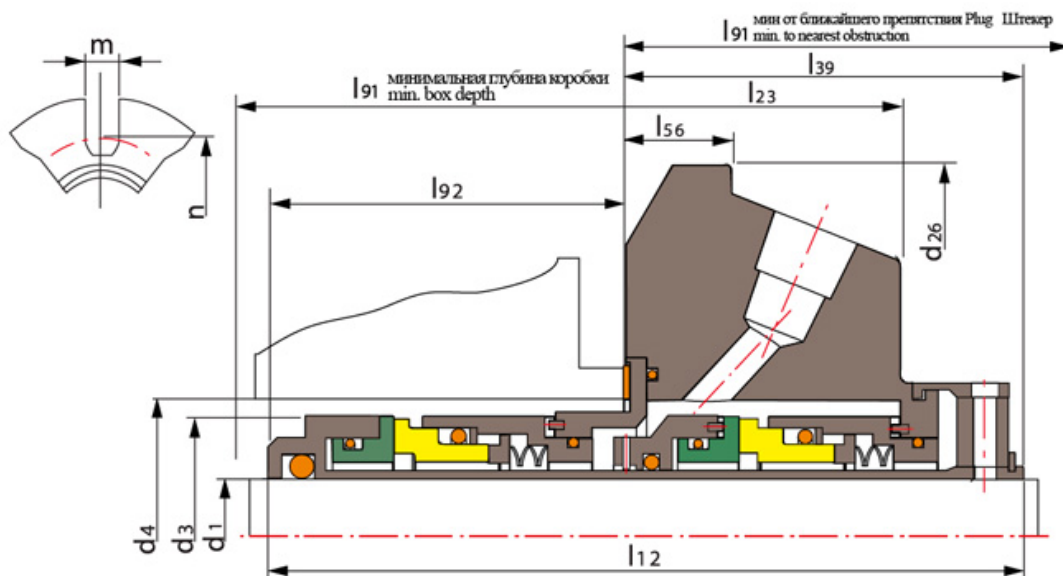 l91 мин от ближайшего препятствия Plug Штекер
min. to nearest obstruction
m
l39
l91 минимальная глубина коробки
min. box depth
l23
l56
l92
n
d26
d4
d3
d1
l12